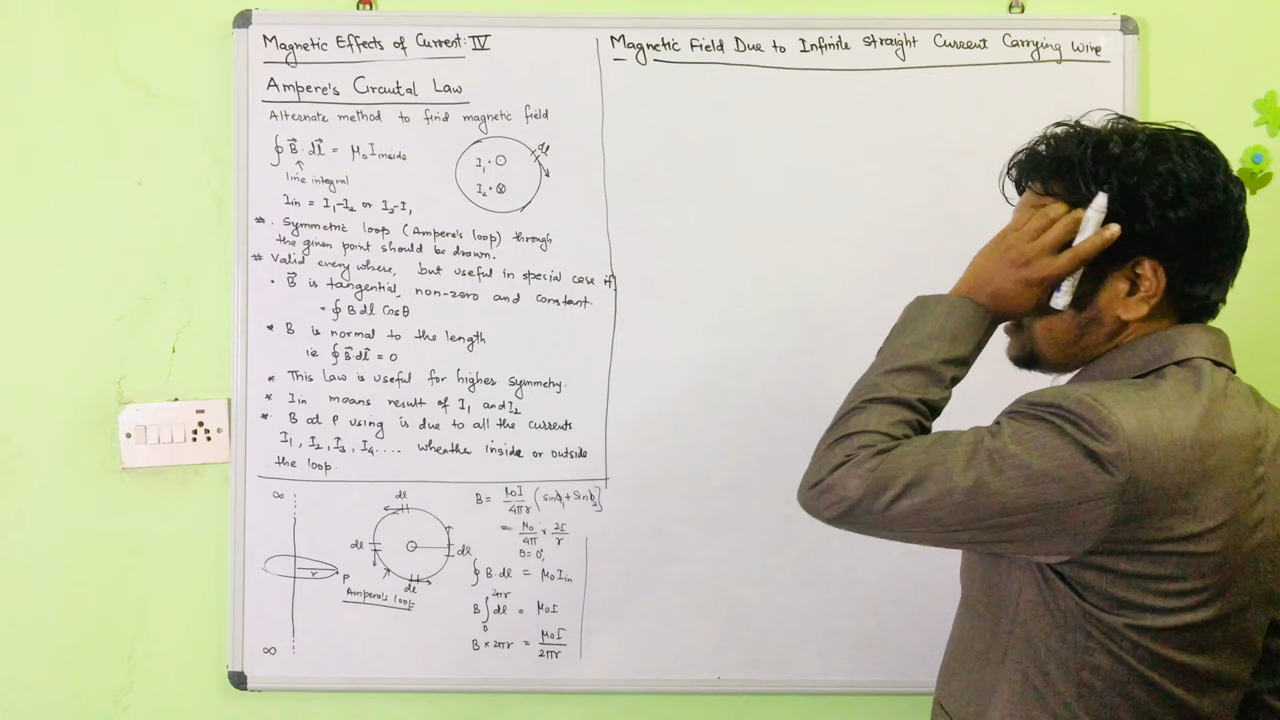 Magnetic Effects of Current: IV
Ampere's Circuital Law
Alternate method to find magnetic field
∮ B⃗ · dl⃗ = μ₀ I inside
↑
line integral
Iin = I₁-I₂ or I₂-I₁
I₁ · ⊙
I₂ · ⊗
dl
** . Symmetric loop (Ampere's loop) through
the given point should be drawn.
* Valid every where, but useful in special case if,
. B⃗ is tangential, non-zero and constant.
= ∮ B dl Cosθ
* B is normal to the length
i.e ∮ B⃗·dl⃗ = 0
* This Law is useful for higher symmetry.
* Iin means result of I₁ and I₂
* B at P using is due to all the currents
I₁, I₂, I₃, I₄.... wheathe inside or outside
the loop.
∞
r
P
∞
dl
dl
dl
dl
Ampere's loop
B = μ₀I/4πr (sinϕ₁ + Sinϕ₂)
= μ₀/4π × 2I/r
θ = 0°,
∮ B·dl = μ₀ Iin
B ∫₀^2πr dl = μ₀I
B × 2πr = μ₀I/2πr
Magnetic Field Due to Infinite Straight Current Carrying Wire